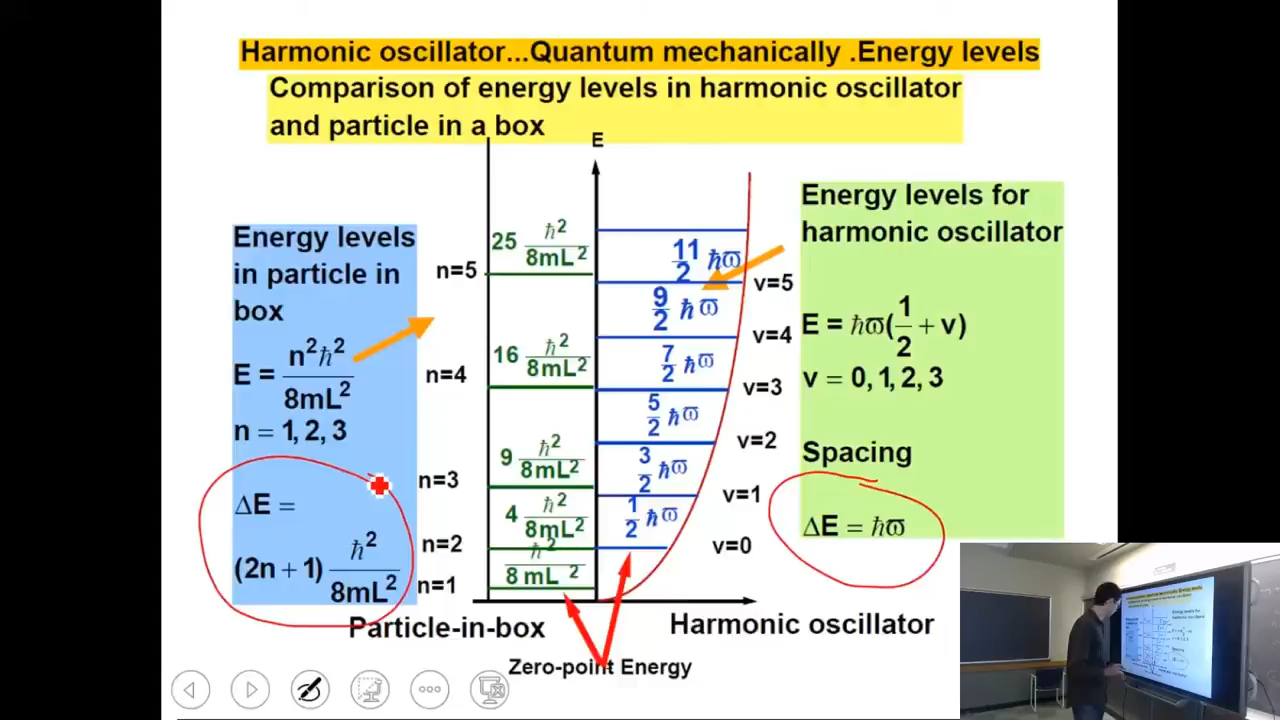 Harmonic oscillator...Quantum mechanically .Energy levels
Comparison of energy levels in harmonic oscillator
and particle in a box
E
Energy levels
in particle in
box
E = n²ħ² / 8mL²
n = 1, 2, 3
ΔE =
(2n + 1) ħ² / 8mL²
n=5
n=4
n=3
n=2
n=1
25 ħ² / 8mL²
16 ħ² / 8mL²
9 ħ² / 8mL²
4 ħ² / 8mL²
ħ² / 8mL²
11/2 ħϖ
9/2 ħϖ
7/2 ħϖ
5/2 ħϖ
3/2 ħϖ
1/2 ħϖ
v=5
v=4
v=3
v=2
v=1
v=0
Energy levels for
harmonic oscillator
E = ħϖ(1/2 + v)
v = 0, 1, 2, 3
Spacing
ΔE = ħϖ
Particle-in-box
Harmonic oscillator
Zero-point Energy